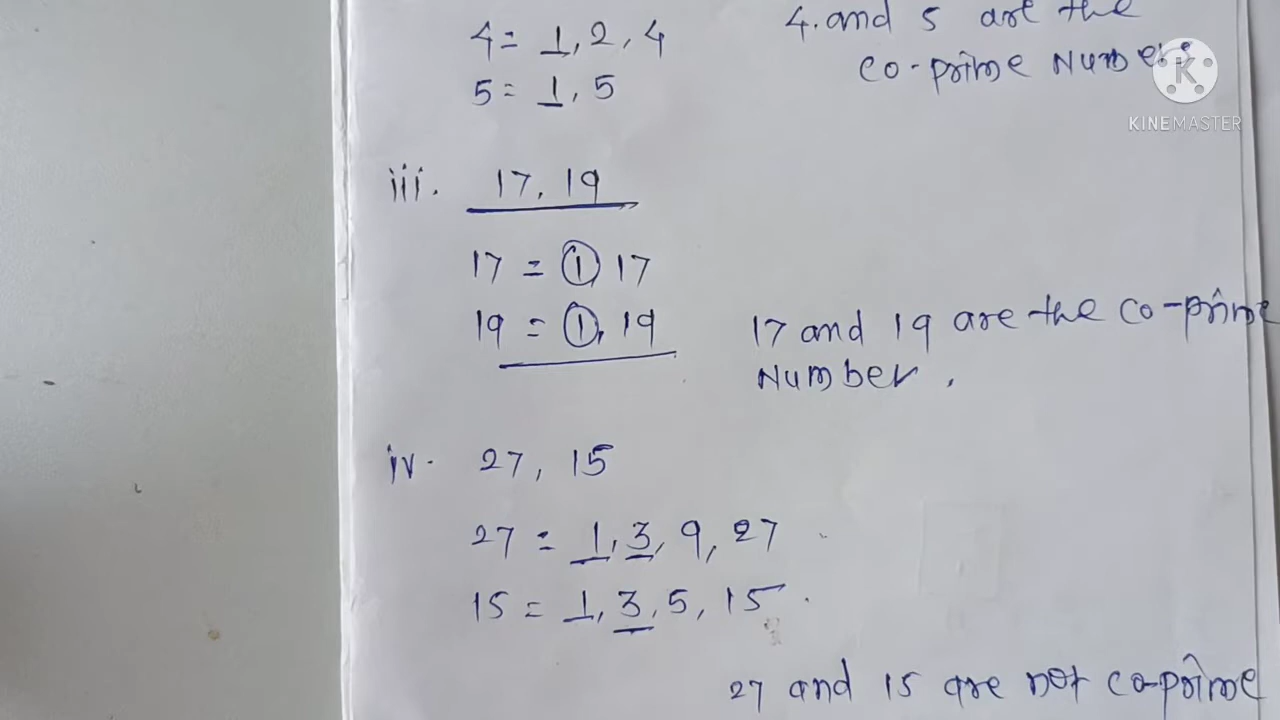 4 = 1, 2, 4
4. and 5 are the
co-prime Numbers
5 = 1, 5
KINEMASTER
iii. 17, 19
17 = 1, 17
19 = 1, 19
17 and 19 are the co-prime
Number.
iv. 27, 15
27 = 1, 3, 9, 27
15 = 1, 3, 5, 15
27 and 15 are not co-prime